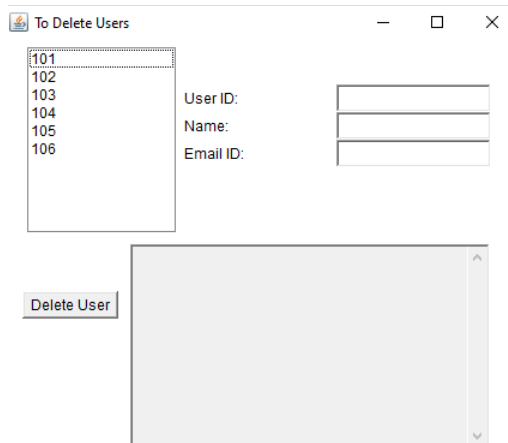 To Delete Users
101
102
103
104
105
106
User ID:
Name:
Email ID:
Delete User